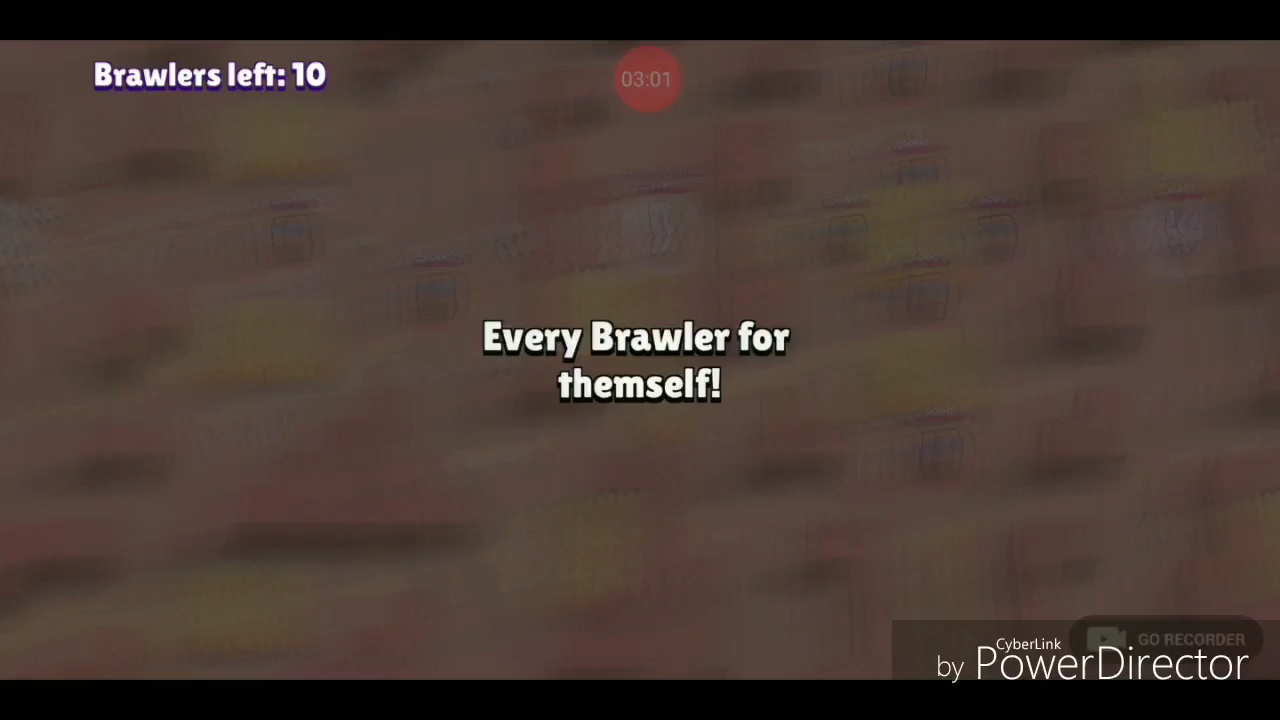 Brawlers left: 10
03:01
Every Brawler for
themself!
GO RECORDER
CyberLink
by PowerDirector